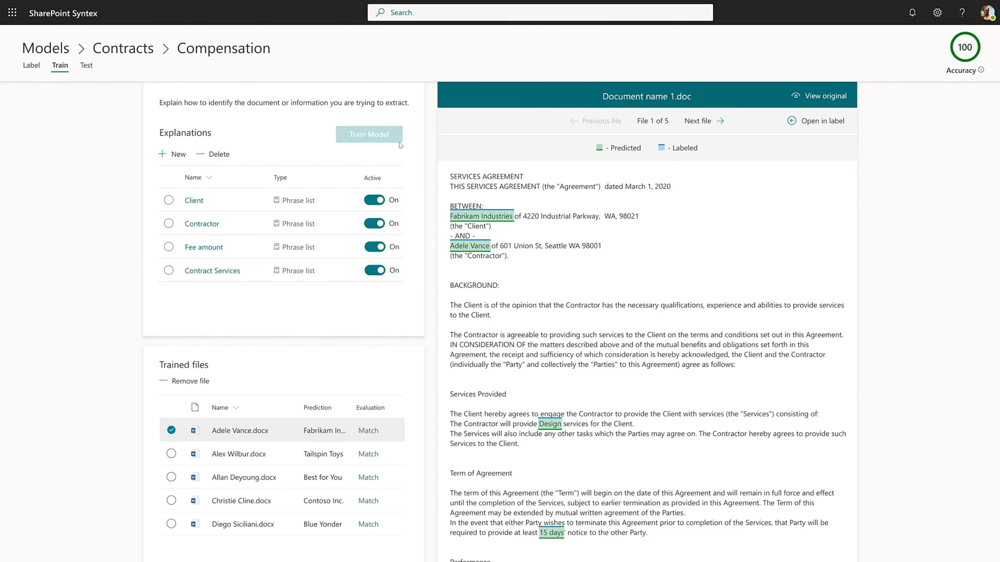 SharePoint Syntex
Search
Models > Contracts > Compensation
Label Train Test
100
Accuracy
Explain how to identify the document or information you are trying to extract.
Explanations
Train Model
New Delete
Name Type Active
Client Phrase list On
Contractor Phrase list On
Fee amount Phrase list On
Contract Services Phrase list On
Trained files
Remove file
Name Prediction Evaluation
Adele Vance.docx Fabrikam In... Match
Alex Wilbur.docx Tailspin Toys Match
Allan Deyoung.docx Best for You Match
Christie Cline.docx Contoso Inc. Match
Diego Siciliani.docx Blue Yonder Match
Document name 1.doc View original
Previous file File 1 of 5 Next file Open in label
- Predicted - Labeled
SERVICES AGREEMENT
THIS SERVICES AGREEMENT (the "Agreement") dated March 1, 2020
BETWEEN:
Fabrikam Industries of 4220 Industrial Parkway, WA, 98021
(the "Client")
- AND -
Adele Vance of 601 Union St, Seattle WA 98001
(the "Contractor").
BACKGROUND:
The Client is of the opinion that the Contractor has the necessary qualifications, experience and abilities to provide services
to the Client.
The Contractor is agreeable to providing such services to the Client on the terms and conditions set out in this Agreement.
IN CONSIDERATION OF the matters described above and of the mutual benefits and obligations set forth in this
Agreement, the receipt and sufficiency of which consideration is hereby acknowledged, the Client and the Contractor
(individually the "Party" and collectively the "Parties" to this Agreement) agree as follows:
Services Provided
The Client hereby agrees to engage the Contractor to provide the Client with services (the "Services") consisting of:
The Contractor will provide Design services for the Client.
The Services will also include any other tasks which the Parties may agree on. The Contractor hereby agrees to provide such
Services to the Client.
Term of Agreement
The term of this Agreement (the "Term") will begin on the date of this Agreement and will remain in full force and effect
until the completion of the Services, subject to earlier termination as provided in this Agreement. The Term of this
Agreement may be extended by mutual written agreement of the Parties.
In the event that either Party wishes to terminate this Agreement prior to completion of the Services, that Party will be
required to provide at least 15 days' notice to the other Party.
Performance